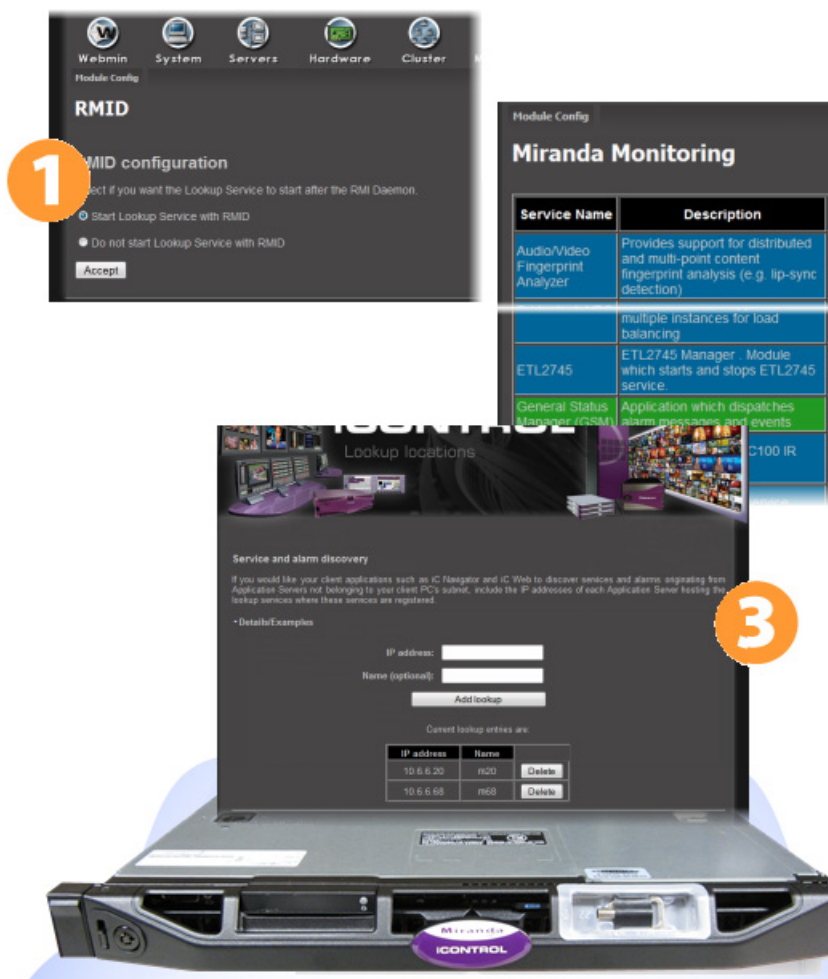 Webmin System Servers Hardware Cluster
Module Config
RMID
1
MID configuration
ect if you want the Lookup Service to start after the RMI Daemon.
Start Lookup Service with RMID
Do not start Lookup Service with RMID
Accept
Module Config
Miranda Monitoring
Service Name Description
Audio/Video Fingerprint Analyzer
Provides support for distributed
and multi-point content
fingerprint analysis (e.g. lip-sync
detection)
multiple instances for load
balancing
ETL2745
ETL2745 Manager . Module
which starts and stops ETL2745
service.
General Status
Manager (GSM)
Application which dispatches
alarm messages and events
C100 IR
iCONTROL
Lookup locations
Service and alarm discovery
If you would like your client applications such as iC Navigator and iC Web to discover services and alarms originating from
Application Servers not belonging to your client PC's subnet, include the IP addresses of each Application Server hosting the
lookup services where these services are registered.
Details/Examples
3
IP address:
Name (optional):
Add lookup
Current lookup entries are:
IP address Name
10.6.6.20 m20 Delete
10.6.6.68 m68 Delete
Miranda
iCONTROL